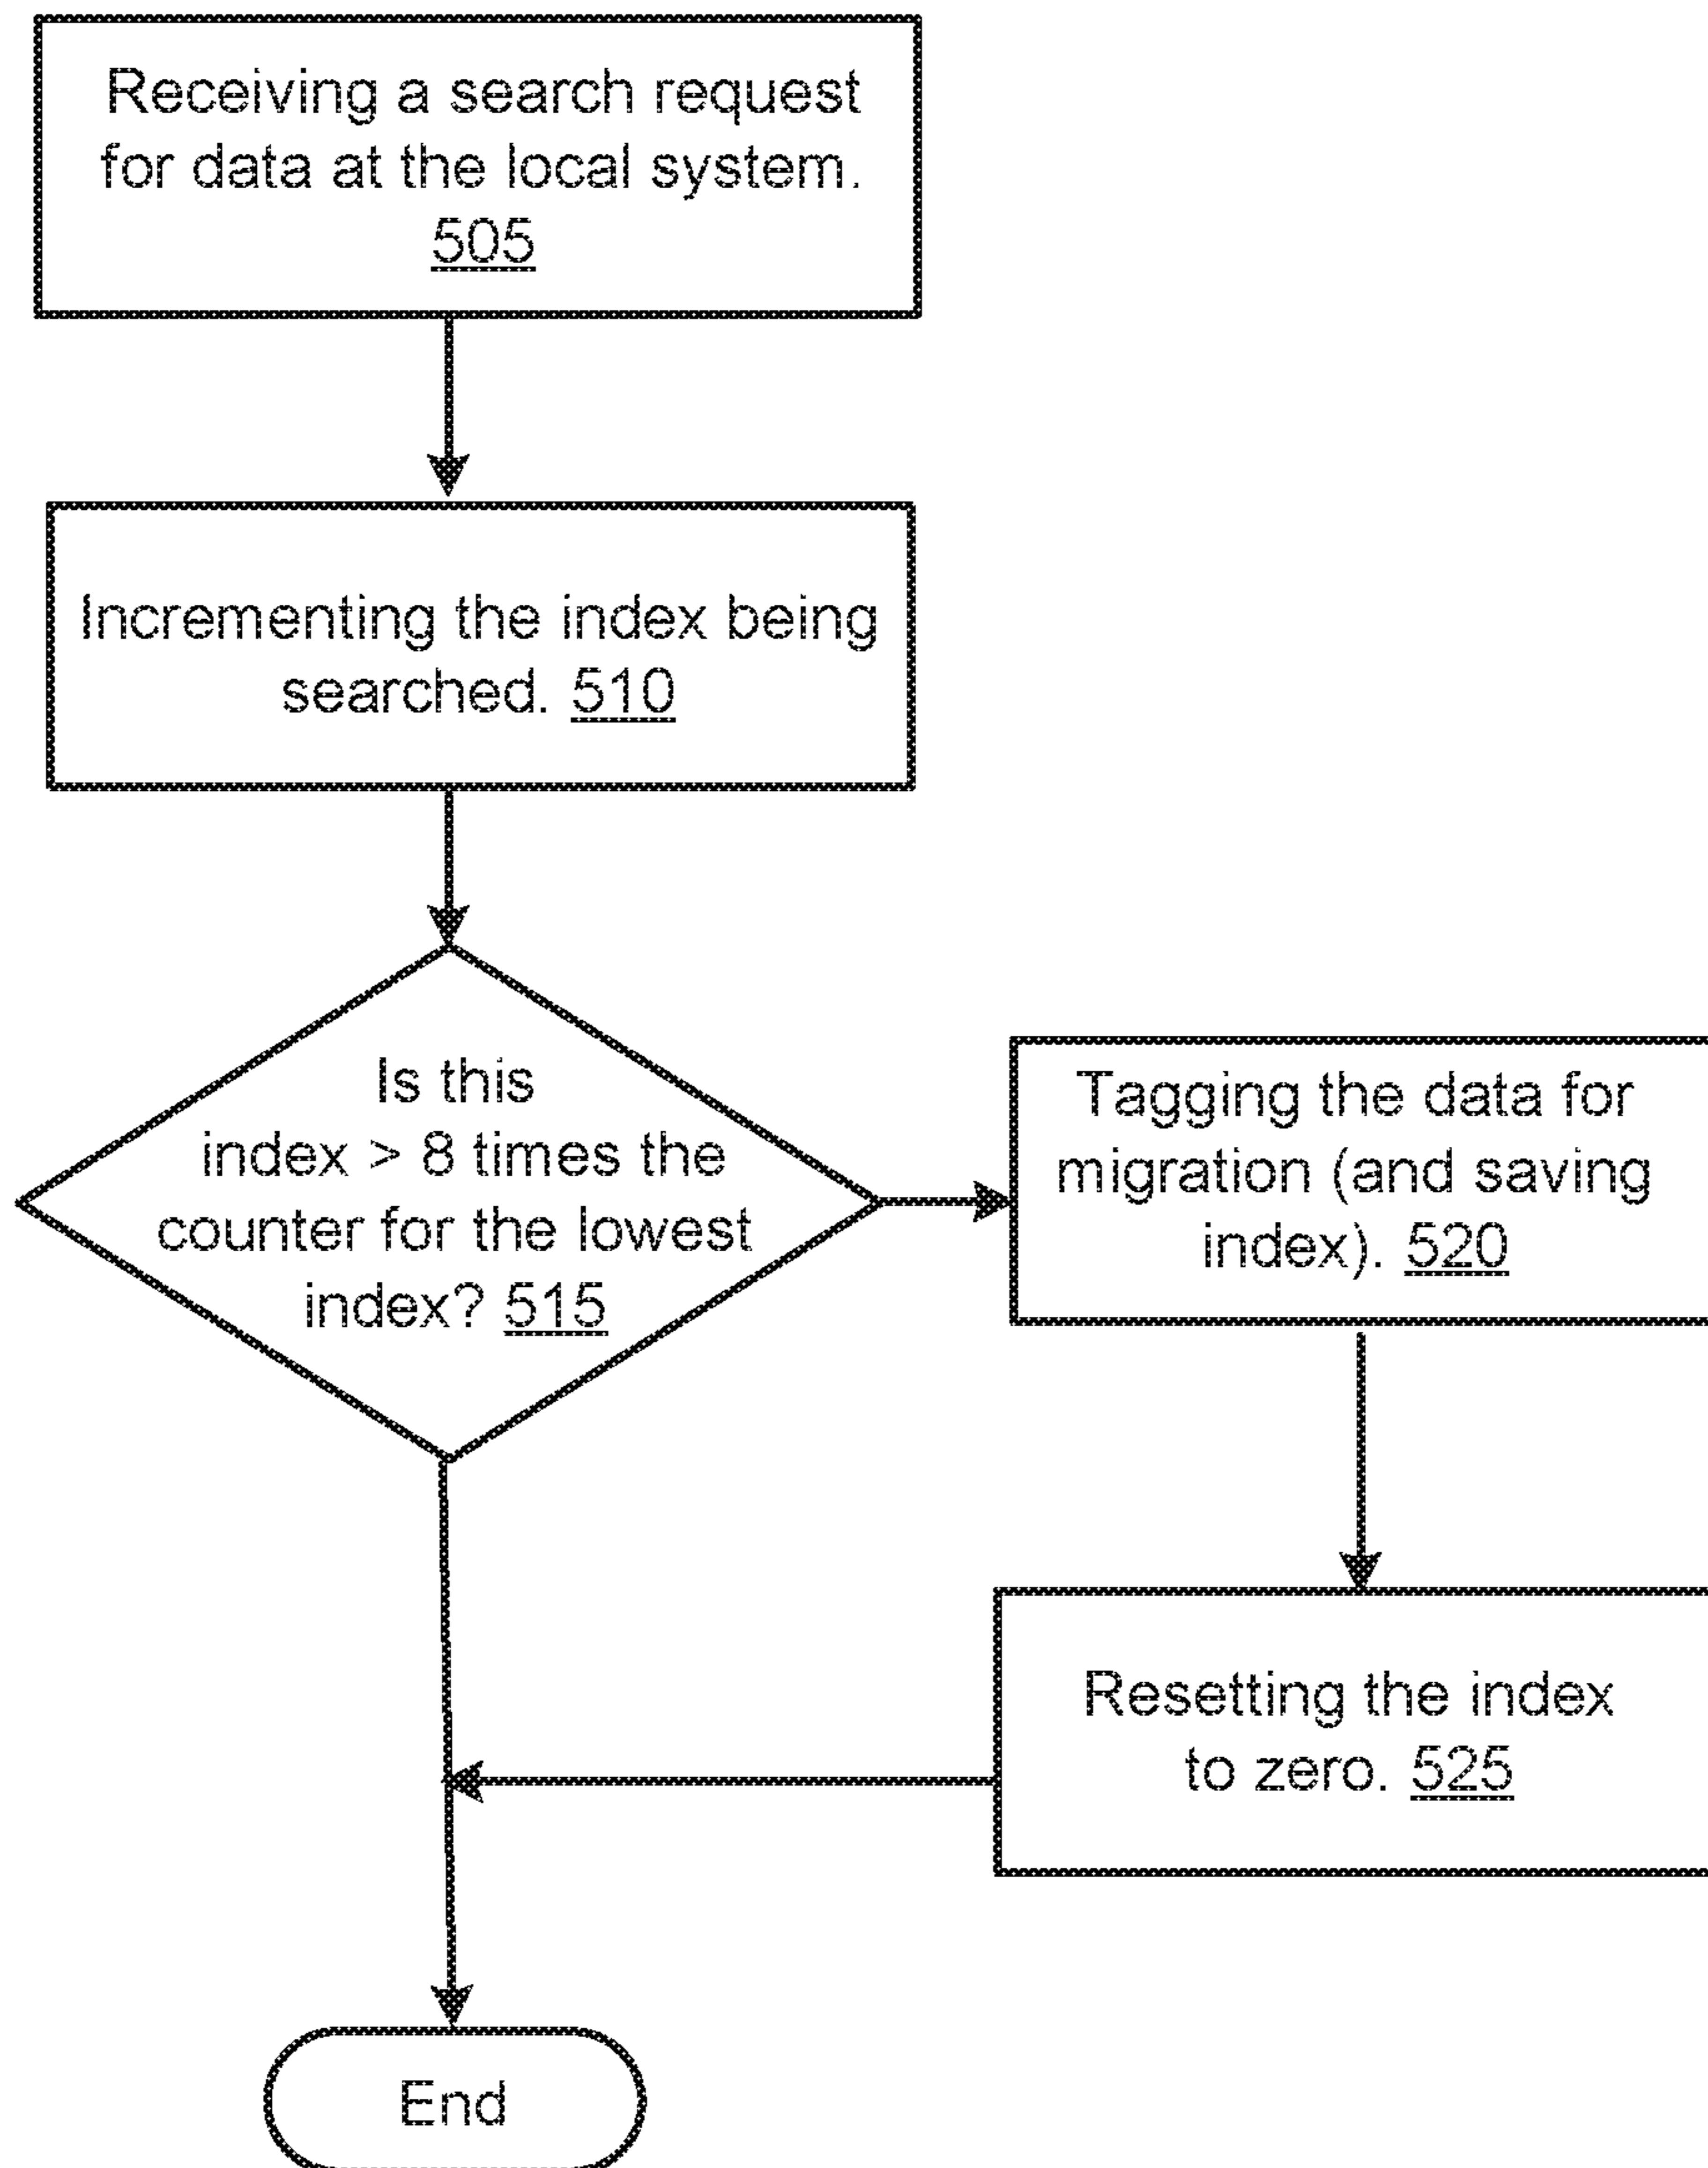 Receiving a search request
for data at the local system.
505
Incrementing the index being
searched. 510
Is this
index > 8 times the
counter for the lowest
index? 515
Tagging the data for
migration (and saving
index). 520
Resetting the index
to zero. 525
End